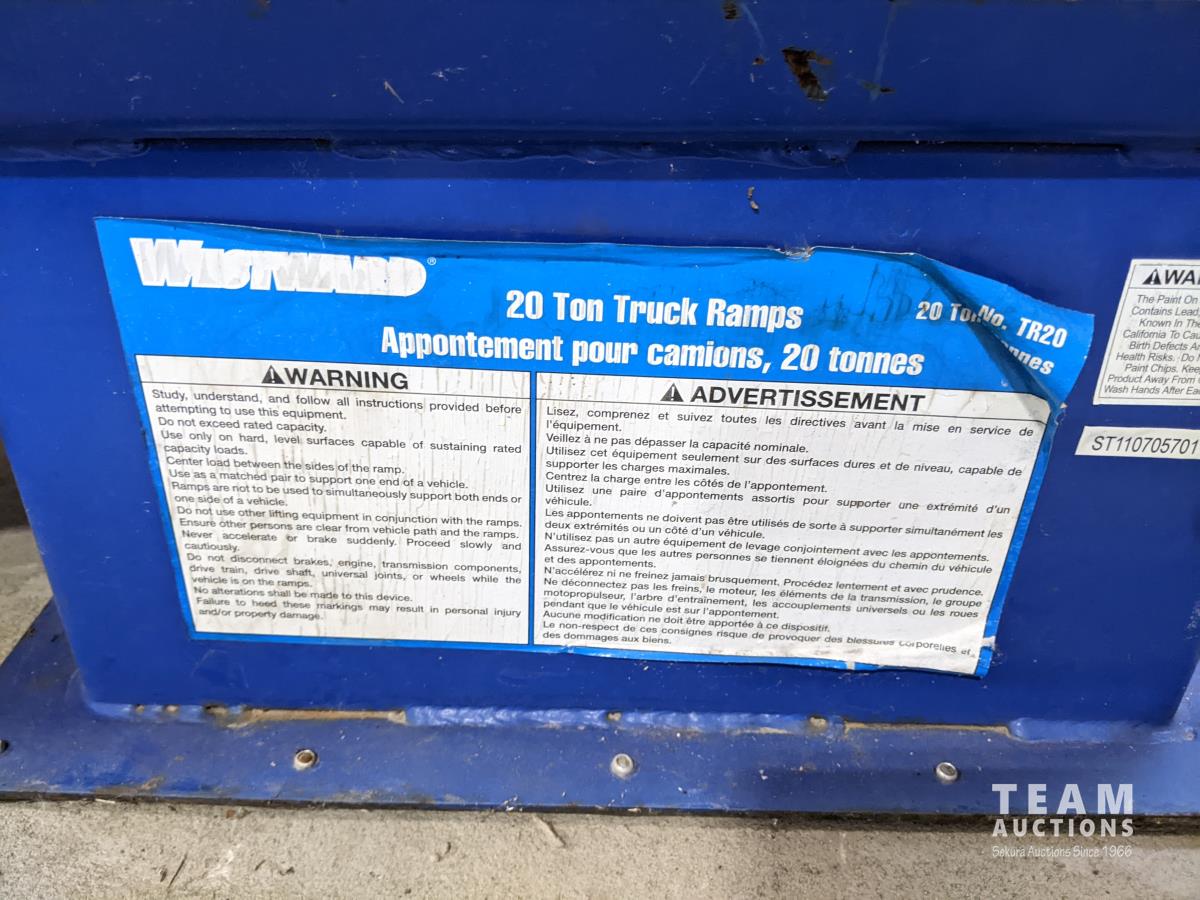 WESTWARD®
20 Ton Truck Ramps
20 Ton No. TR20
Appontement pour camions, 20 tonnes
nnes
WARNING
Study, understand, and follow all instructions provided before
attempting to use this equipment.
Do not exceed rated capacity.
Use only on hard, level surfaces capable of sustaining rated
capacity loads.
Center load between the sides of the ramp.
Use as a matched pair to support one end of a vehicle.
Ramps are not to be used to simultaneously support both ends or
one side of a vehicle.
Do not use other lifting equipment in conjunction with the ramps.
Ensure other persons are clear from vehicle path and the ramps.
Never accelerate or brake suddenly. Proceed slowly and
cautiously.
Do not disconnect brakes, engine, transmission components,
drive train, drive shaft, universal joints, or wheels while the
vehicle is on the ramps.
No alterations shall be made to this device.
Failure to heed these markings may result in personal injury
and/or property damage.
ADVERTISSEMENT
Lisez, comprenez et suivez toutes les directives avant la mise en service de
l'équipement.
Veillez à ne pas dépasser la capacité nominale.
Utilisez cet équipement seulement sur des surfaces dures et de niveau, capable de
supporter les charges maximales.
Centrez la charge entre les côtés de l'appontement.
Utilisez une paire d'appontements assortis pour supporter une extrémité d'un
véhicule.
Les appontements ne doivent pas être utilisés de sorte à supporter simultanément les
deux extrémités ou un côté d'un véhicule.
N'utilisez pas un autre équipement de levage conjointement avec les appontements.
Assurez-vous que les autres personnes se tiennent éloignées du chemin du véhicule
et des appontements.
N'accélérez ni ne freinez jamais brusquement. Procédez lentement et avec prudence.
Ne déconnectez pas les freins, le moteur, les éléments de la transmission, le groupe
motopropulseur, l'arbre d'entraînement, les accouplements universels ou les roues
pendant que le véhicule est sur l'appontement.
Aucune modification ne doit être apportée à ce dispositif.
Le non-respect de ces consignes risque de provoquer des blessures corporelles et
des dommages aux biens.
WAR
The Paint On
Contains Lead,
Known In The
California To Cau
Birth Defects A
Health Risks. Do N
Paint Chips. Keep
Product Away From
Wash Hands After Ea
ST110705701
TEAM
AUCTIONS
Sekura Auctions Since 1966